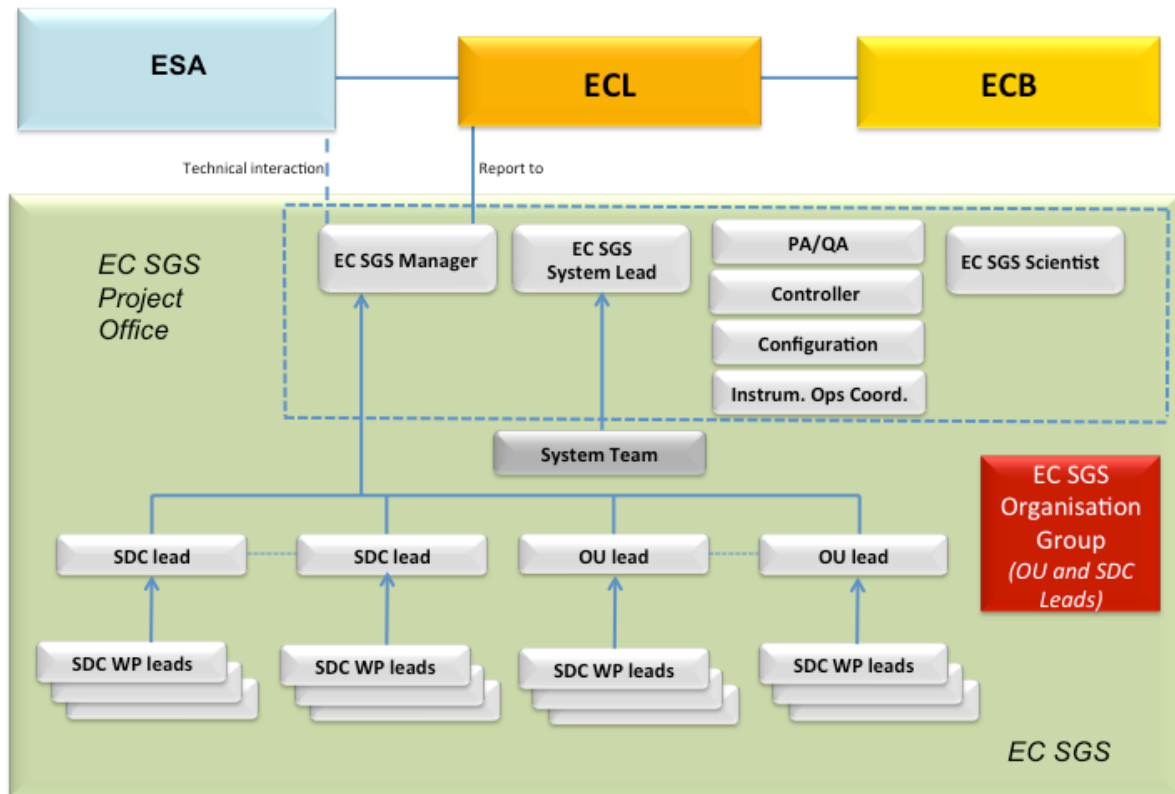 ESA
ECL
ECB
Technical interaction
Report to
EC SGS
Project
Office
EC SGS Manager
EC SGS
System Lead
PA/QA
Controller
Configuration
Instrum. Ops Coord.
EC SGS Scientist
System Team
EC SGS
Organisation
Group
(OU and SDC
Leads)
SDC lead
SDC lead
OU lead
OU lead
SDC WP leads
SDC WP leads
SDC WP leads
SDC WP leads
EC SGS